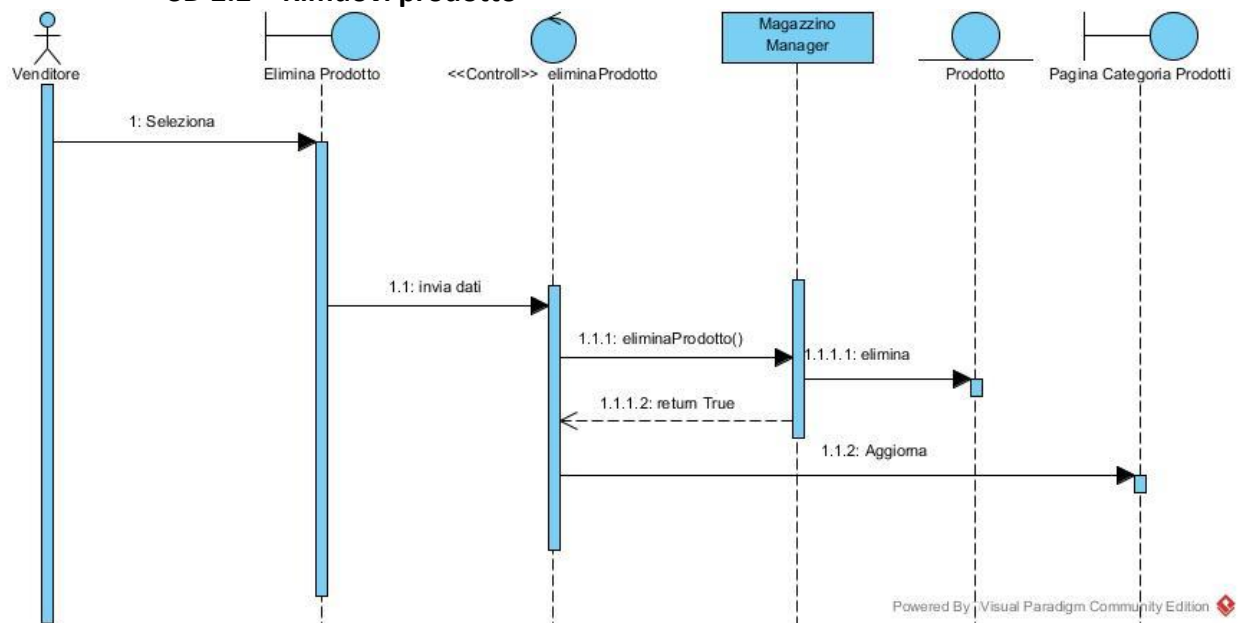 Rimuovi prodotto
Magazzino
Manager
Venditore
Elimina Prodotto
<<Controll>> eliminaProdotto
Prodotto
Pagina Categoria Prodotti
1: Seleziona
1.1: invia dati
1.1.1: eliminaProdotto()
1.1.1.1: elimina
1.1.1.2: return True
1.1.2: Aggiorna
Powered By Visual Paradigm Community Edition